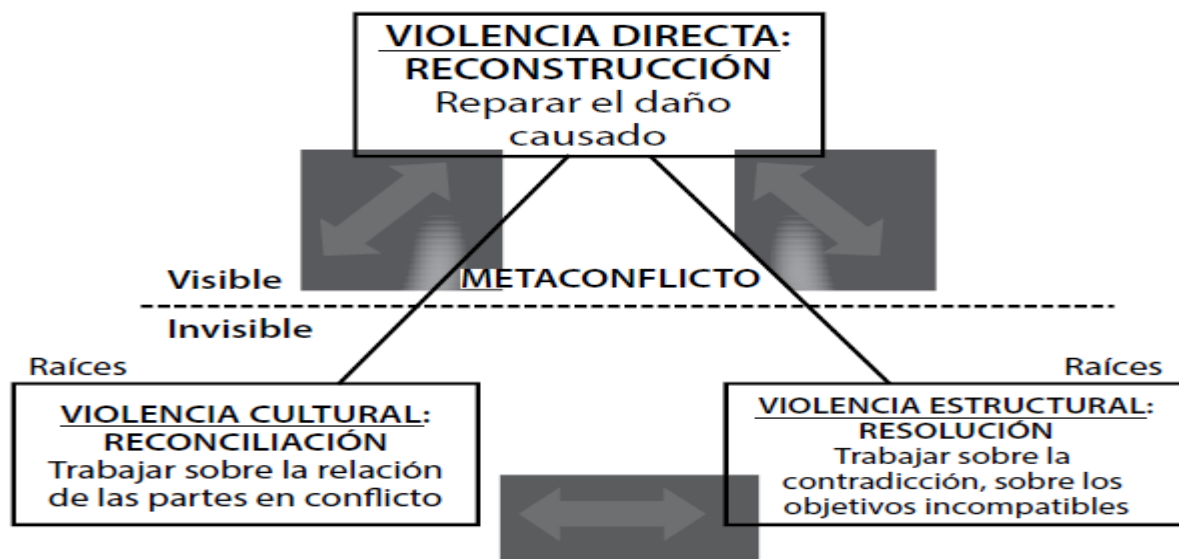 VIOLENCIA DIRECTA:
RECONSTRUCCIÓN
Reparar el daño
causado
Visible
METACONFLICTO
Invisible
Raíces
Raíces
VIOLENCIA CULTURAL:
RECONCILIACIÓN
Trabajar sobre la relación
de las partes en conflicto
VIOLENCIA ESTRUCTURAL:
RESOLUCIÓN
Trabajar sobre la
contradicción, sobre los
objetivos incompatibles